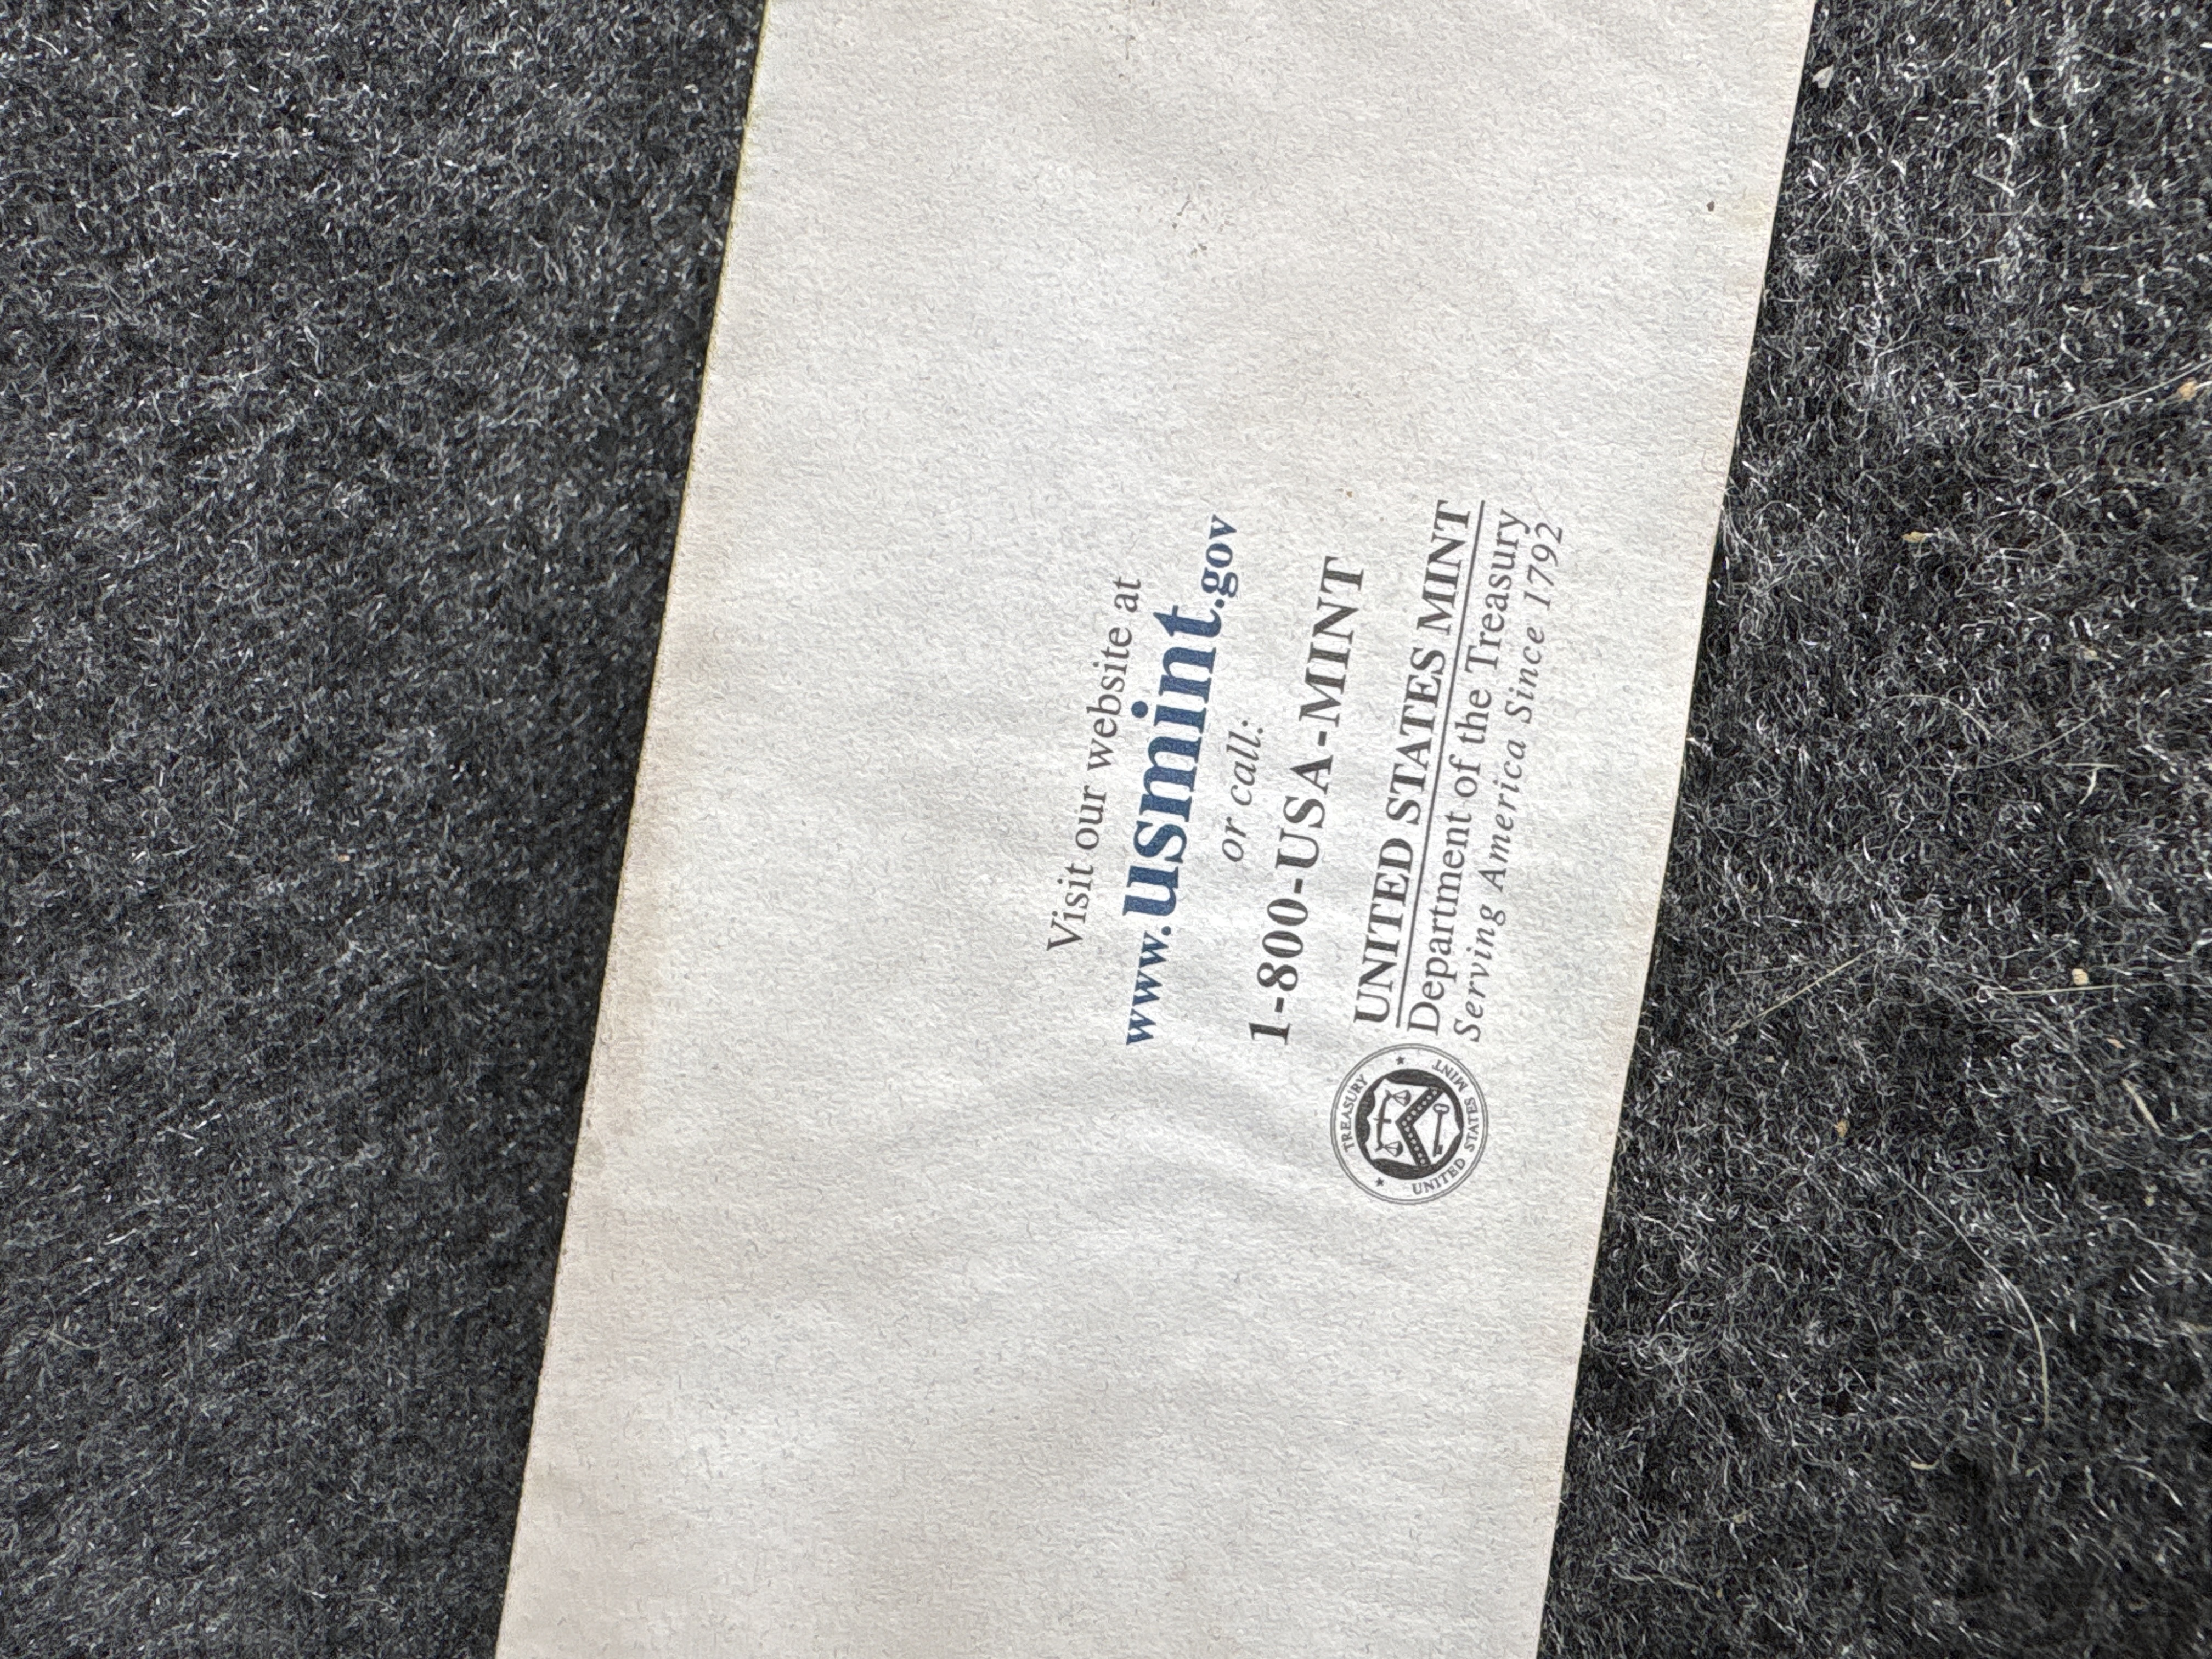 Visit our website at
www.usmint.gov
or call:
1-800-USA-MINT
UNITED STATES MINT
Department of the Treasury
Serving America Since 1792
TREASURY
UNITED STATES MINT